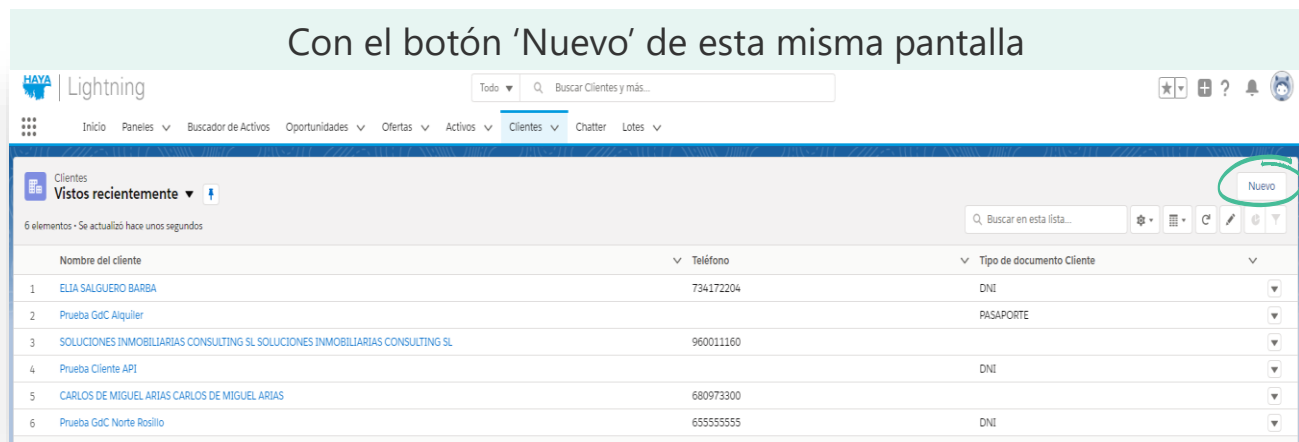 Con el botón ‘Nuevo’ de esta misma pantalla
HAYA Lightning Todo Buscar Clientes y más...
Inicio Paneles Buscador de Activos Oportunidades Ofertas Activos Clientes Chatter Lotes
Clientes
Vistos recientemente
Nuevo
6 elementos • Se actualizó hace unos segundos
Buscar en esta lista...
Nombre del cliente Teléfono Tipo de documento Cliente
1 ELIA SALGUERO BARBA 734172204 DNI
2 Prueba GdC Alquiler PASAPORTE
3 SOLUCIONES INMOBILIARIAS CONSULTING SL SOLUCIONES INMOBILIARIAS CONSULTING SL 960011160
4 Prueba Cliente API DNI
5 CARLOS DE MIGUEL ARIAS CARLOS DE MIGUEL ARIAS 680973300
6 Prueba GdC Norte Rosillo 655555555 DNI